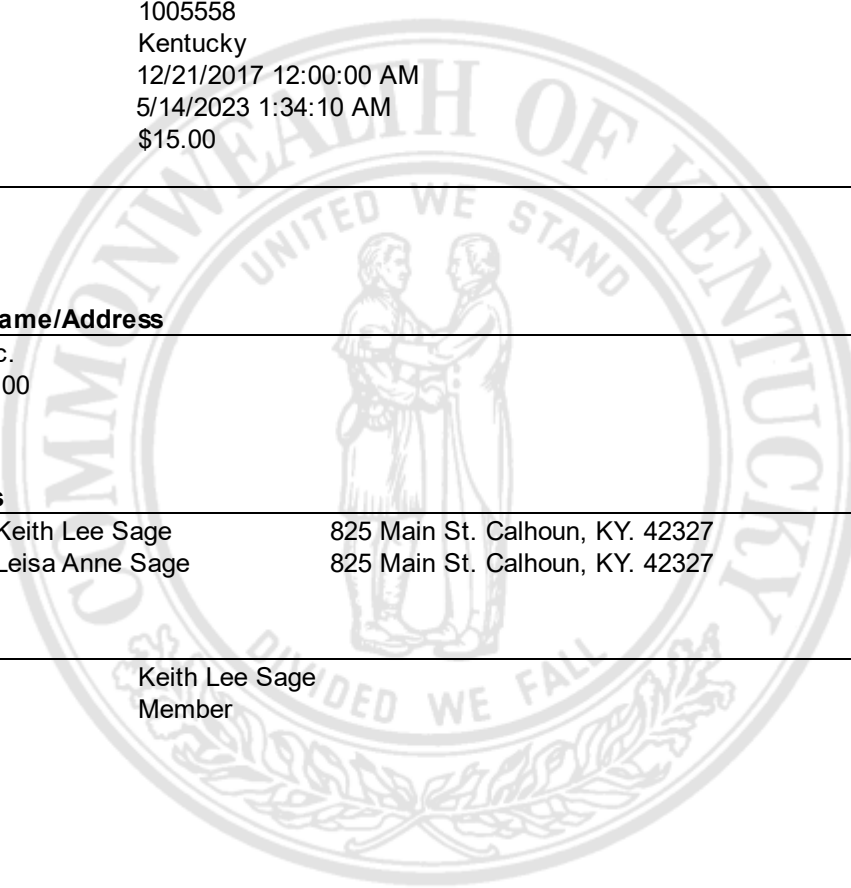 1005558
Kentucky
12/21/2017 12:00:00 AM
5/14/2023 1:34:10 AM
$15.00
COMMONWEALTH OF KENTUCKY
UNITED WE STAND
ame/Address
c.
00
s
Keith Lee Sage 825 Main St. Calhoun, KY. 42327
Leisa Anne Sage 825 Main St. Calhoun, KY. 42327
DIVIDED WE FALL
Keith Lee Sage
Member